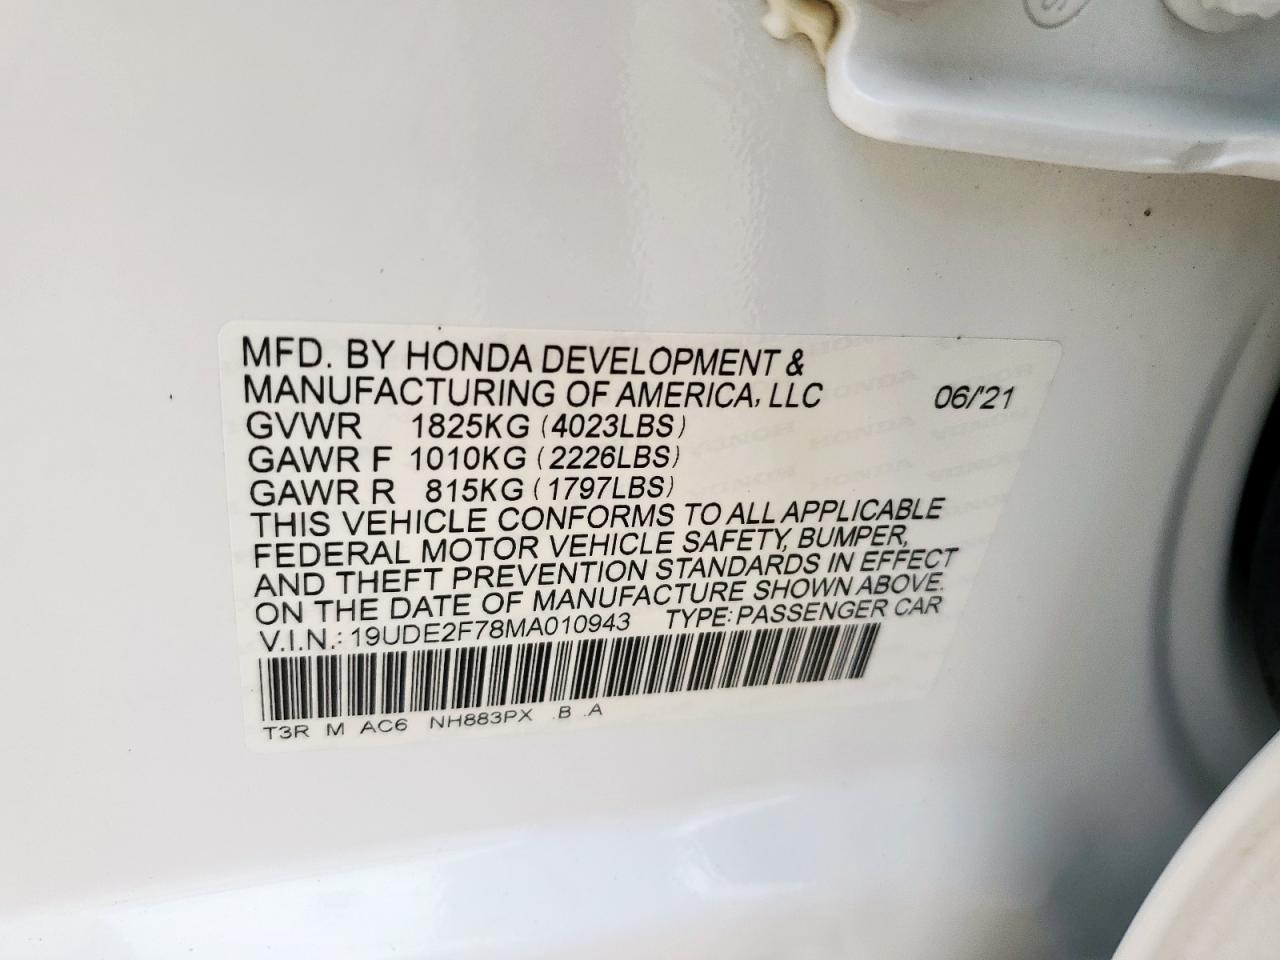 MFD. BY HONDA DEVELOPMENT &
MANUFACTURING OF AMERICA, LLC 06/'21
GVWR 1825KG (4023LBS)
GAWR F 1010KG (2226LBS)
GAWR R 815KG (1797LBS)
THIS VEHICLE CONFORMS TO ALL APPLICABLE
FEDERAL MOTOR VEHICLE SAFETY, BUMPER,
AND THEFT PREVENTION STANDARDS IN EFFECT
ON THE DATE OF MANUFACTURE SHOWN ABOVE.
V.I.N.: 19UDE2F78MA010943 TYPE: PASSENGER CAR
T3R M AC6 NH883PX .B .A